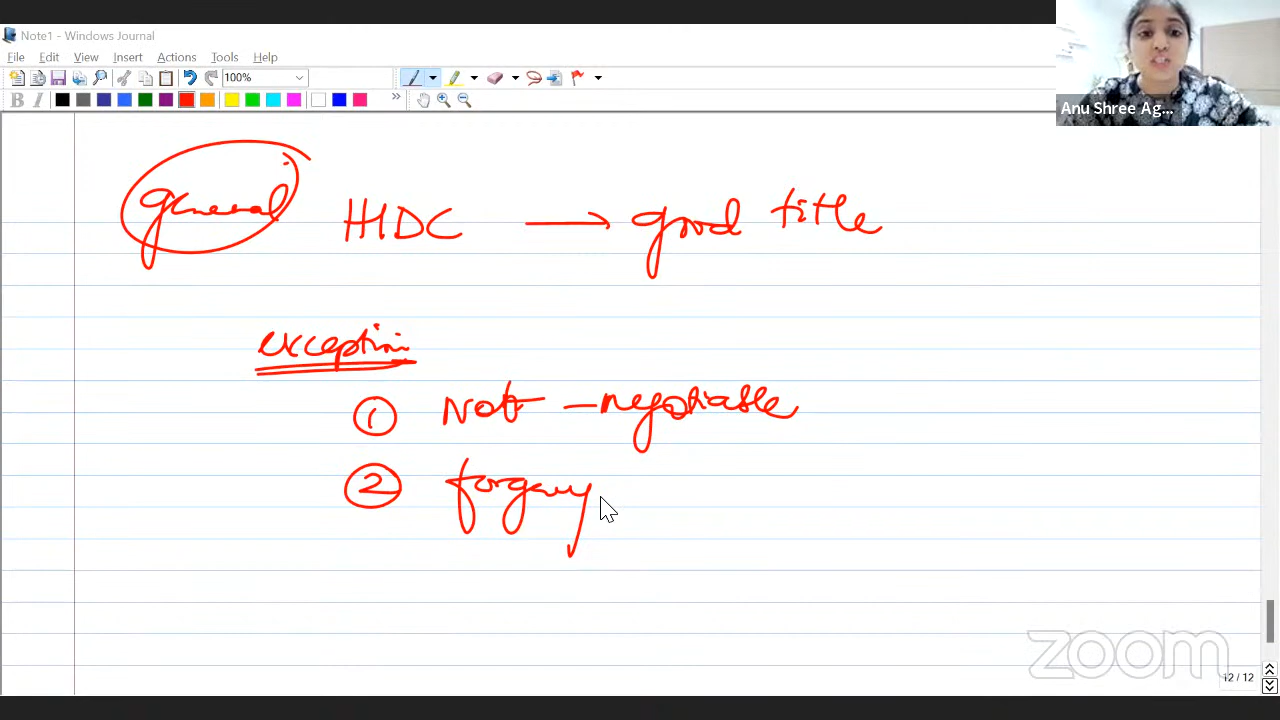 Note1 - Windows Journal
File Edit View Insert Actions Tools Help
100%
B I
Anu Shree Ag...
general HDC → good title
exception
① Not - negotiable
② forgery
zoom
12 / 12